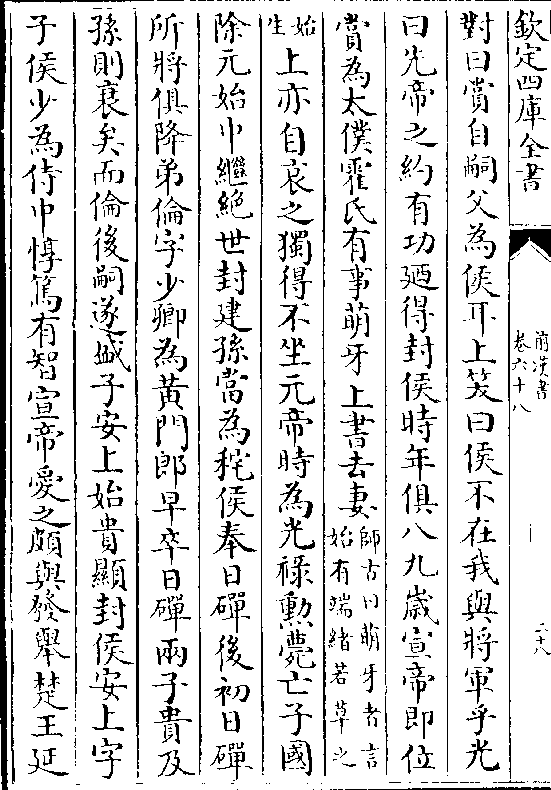 欽定四庫全書
前漢書
卷六十八
二十八
對曰賞自嗣父為侯耳上笑曰侯不在我與將軍乎光
曰先帝之約有功廼得封侯時年俱八九歲宣帝即位
賞為太僕霍氏有事萌牙上書去妻師古曰萌牙者言始有端緒若草之
始生上亦自哀之獨得不坐元帝時為光祿勲薨亡子國
除元始中繼絶世封建孫當為秺侯奉日磾後初日磾
所將俱降弟倫字少卿為黃門郎早卒日磾兩子貴及
孫則衰矣而倫後嗣遂盛子安上始貴顯封侯安上字
子侯少為侍中惇篤有智宣帝愛之頗與發舉楚王延